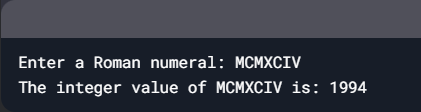 Enter a Roman numeral: MCMXCIV
The integer value of MCMXCIV is: 1994